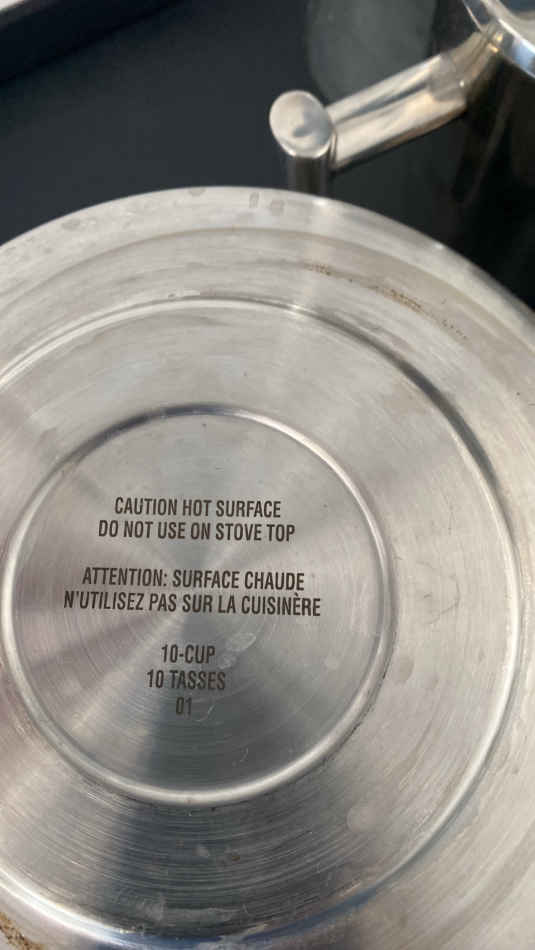 CAUTION HOT SURFACE
DO NOT USE ON STOVE TOP
ATTENTION: SURFACE CHAUDE
N'UTILISEZ PAS SUR LA CUISINÈRE
10-CUP
10 TASSES
01